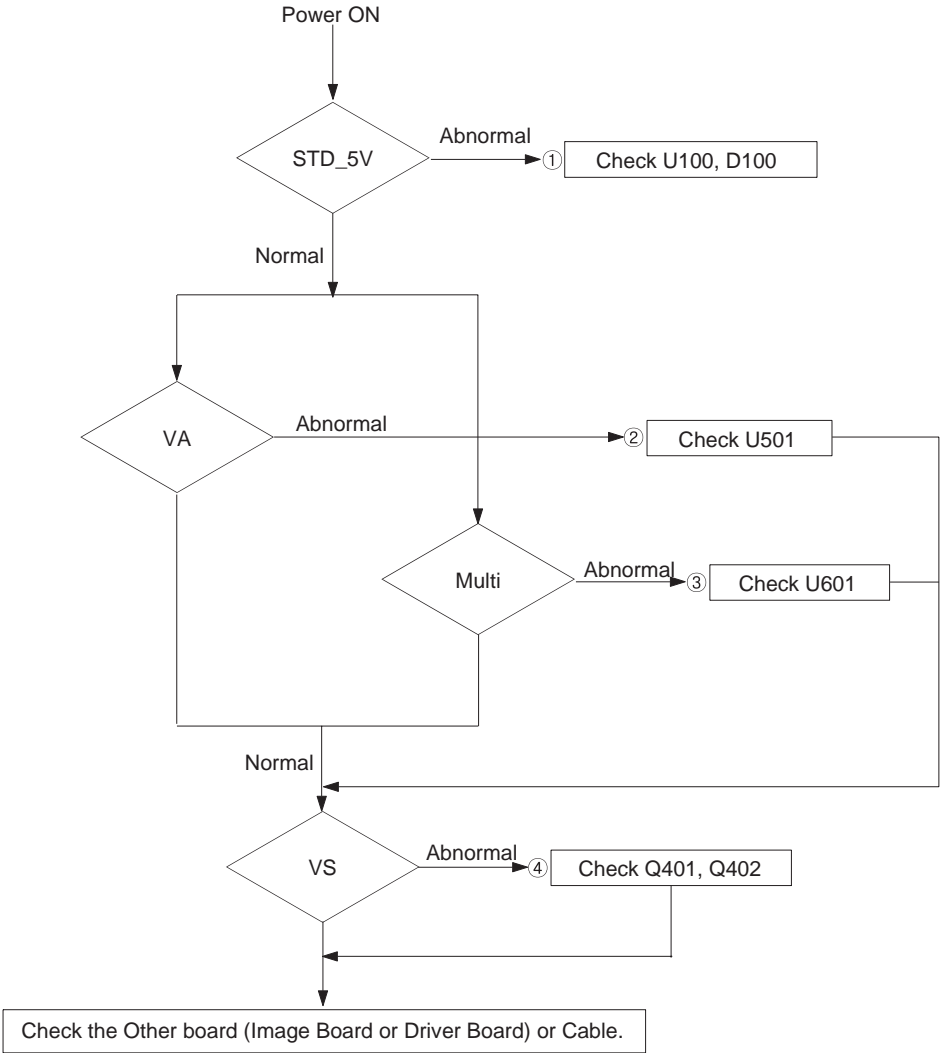 Power ON
STD_5V
Abnormal
① Check U100, D100
Normal
VA
Abnormal
② Check U501
Multi
Abnormal
③ Check U601
Normal
VS
Abnormal
④ Check Q401, Q402
Check the Other board (Image Board or Driver Board) or Cable.